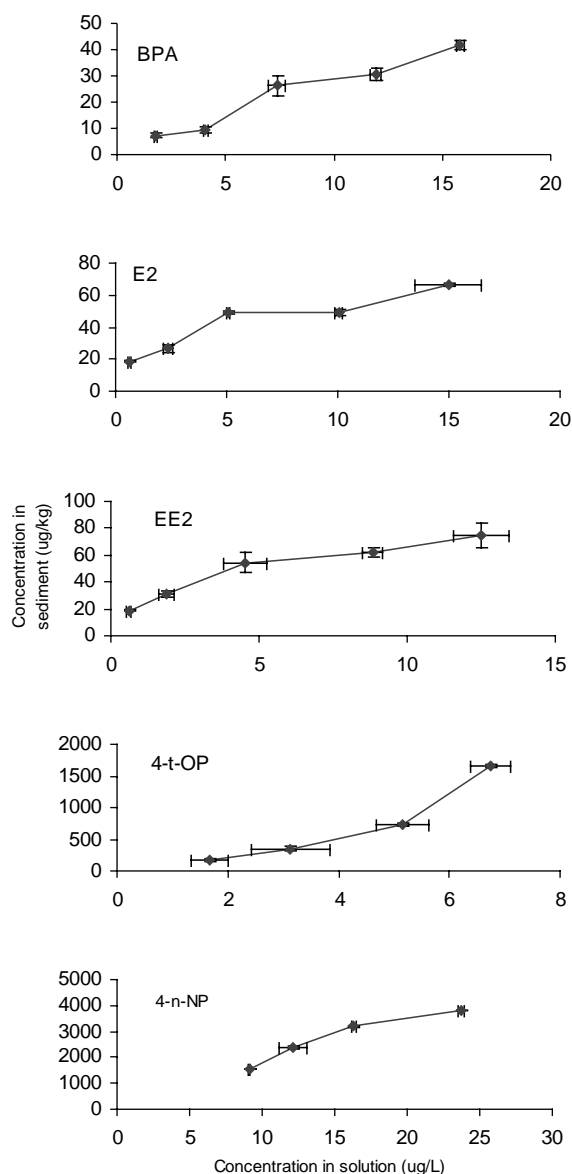 50
BPA
40
30
20
10
0
0 5 10 15 20
80
E2
60
40
20
0
0 5 10 15 20
100
EE2
80
60
40
20
0
Concentration in
sediment (ug/kg)
0 5 10 15
2000
4-t-OP
1500
1000
500
0
0 2 4 6 8
5000
4-n-NP
4000
3000
2000
1000
0
0 5 10 15 20 25 30
Concentration in solution (ug/L)